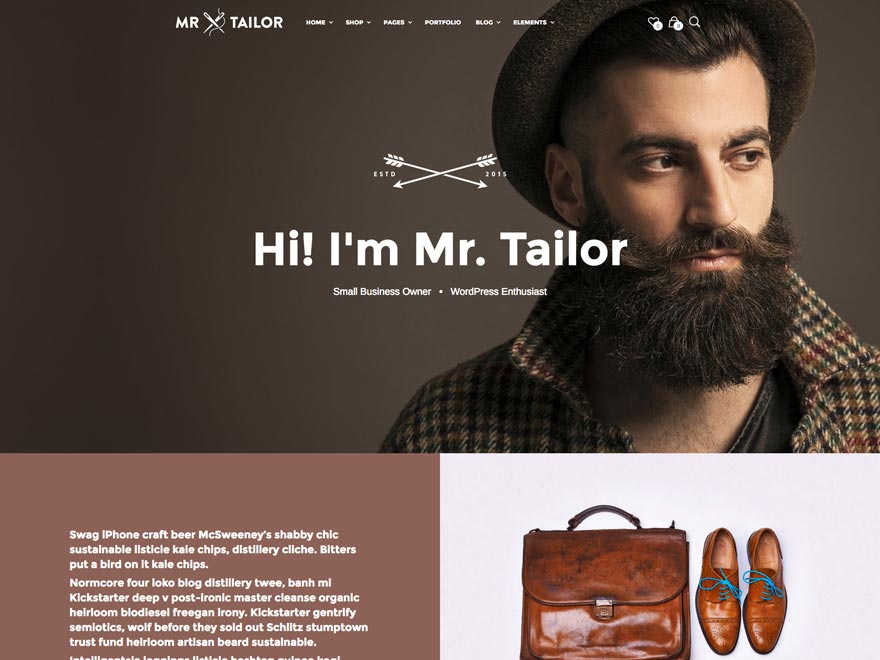 MR TAILOR
HOME SHOP PAGES PORTFOLIO BLOG ELEMENTS
ESTD 2015
Hi! I'm Mr. Tailor
Small Business Owner • WordPress Enthusiast
Swag iPhone craft beer McSweeney's shabby chic
sustainable listicle kale chips, distillery cliche. Bitters
put a bird on it kale chips.
Normcore four loko blog distillery twee, banh mi
Kickstarter deep v post-ironic master cleanse organic
heirloom biodiesel freegan irony. Kickstarter gentrify
semiotics, wolf before they sold out Schlitz stumptown
trust fund heirloom artisan beard sustainable.